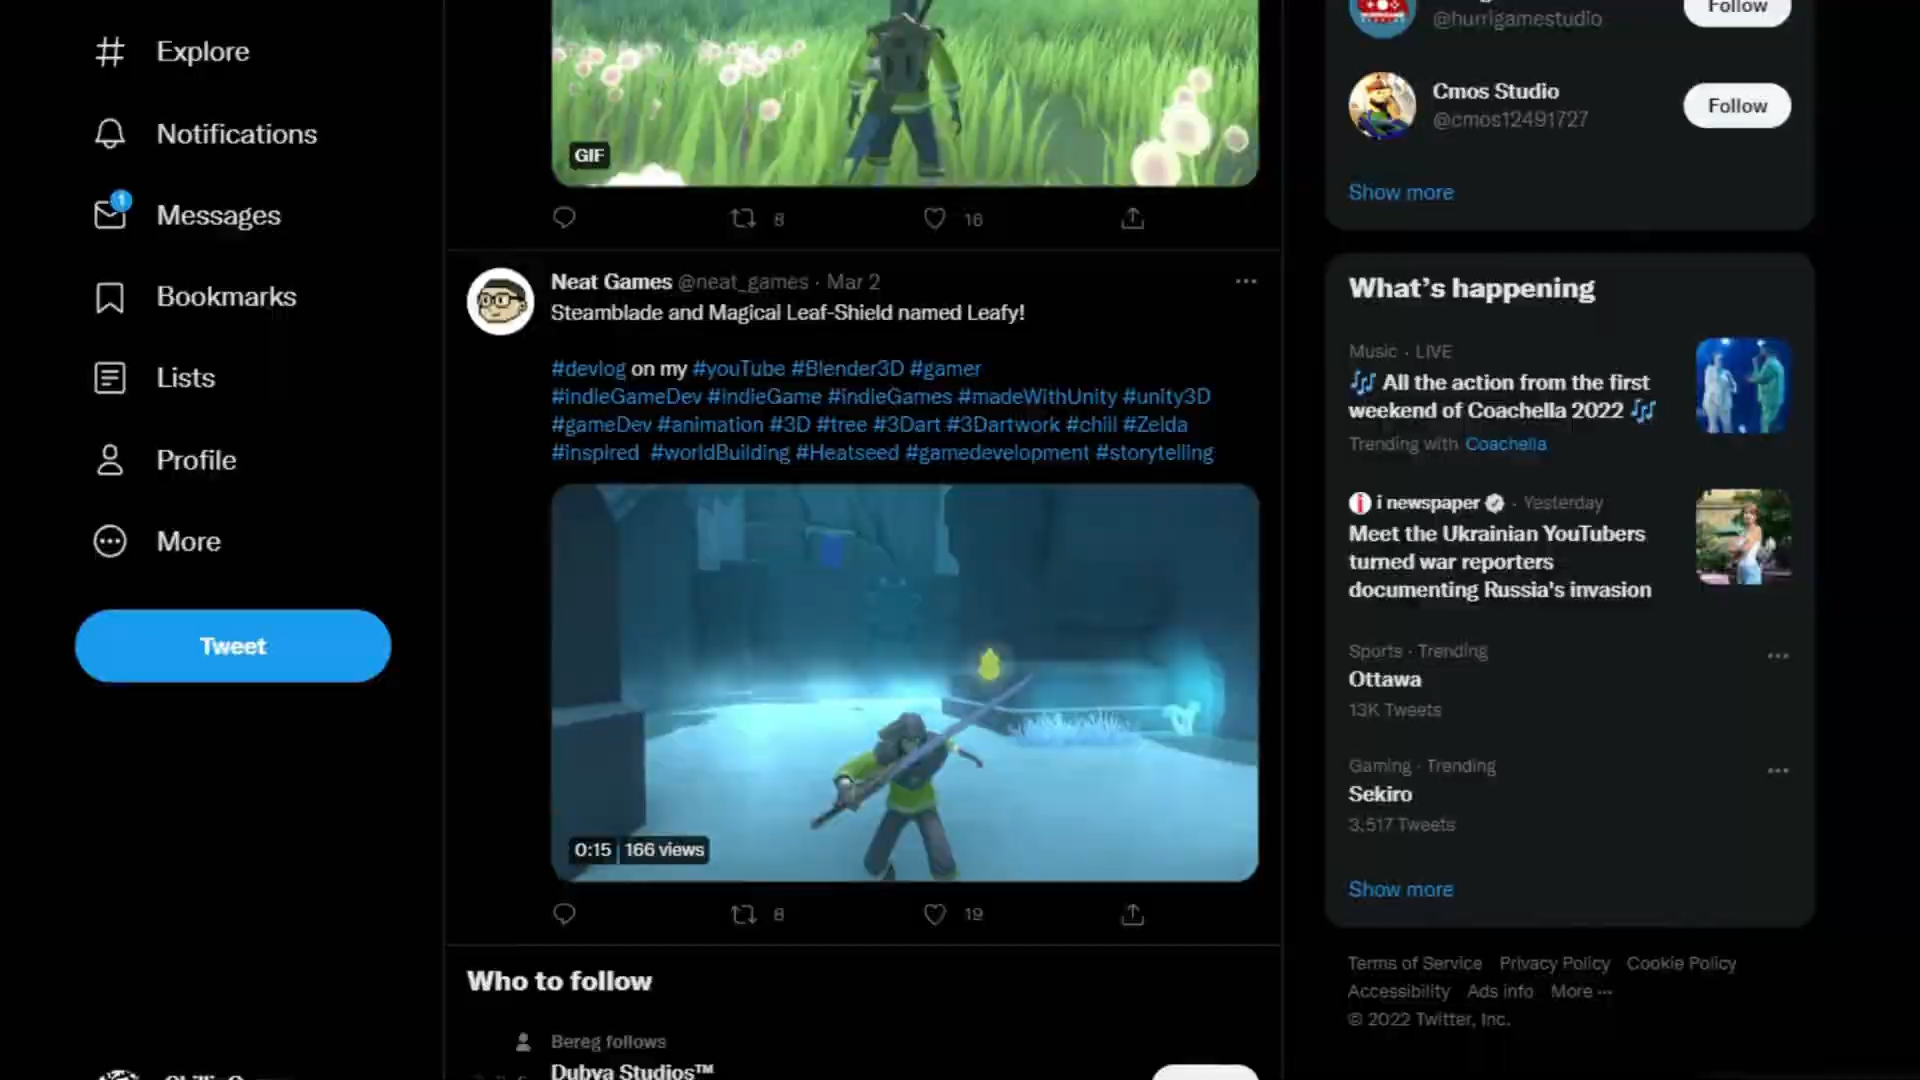 Explore
Notifications
1
Messages
Bookmarks
Lists
Profile
More
Tweet
GIF
8
16
Neat Games @neat_games · Mar 2
Steamblade and Magical Leaf-Shield named Leafy!
#devlog on my #youTube #Blender3D #gamer
#indieGameDev #indieGame #indieGames #madeWithUnity #unity3D
#gameDev #animation #3D #tree #3Dart #3Dartwork #chill #Zelda
#inspired #worldBuilding #Heatseed #gamedevelopment #storytelling
0:15 166 views
8
19
Who to follow
Bereg follows
Dubya Studios™
Follow
@hurrigamestudio
Cmos Studio
@cmos12491727
Follow
Show more
What's happening
Music · LIVE
🎶 All the action from the first
weekend of Coachella 2022 🎶
Trending with Coachella
i newspaper · Yesterday
Meet the Ukrainian YouTubers
turned war reporters
documenting Russia's invasion
Sports · Trending
Ottawa
13K Tweets
Gaming · Trending
Sekiro
3,517 Tweets
Show more
Terms of Service Privacy Policy Cookie Policy
Accessibility Ads info More ···
© 2022 Twitter, Inc.